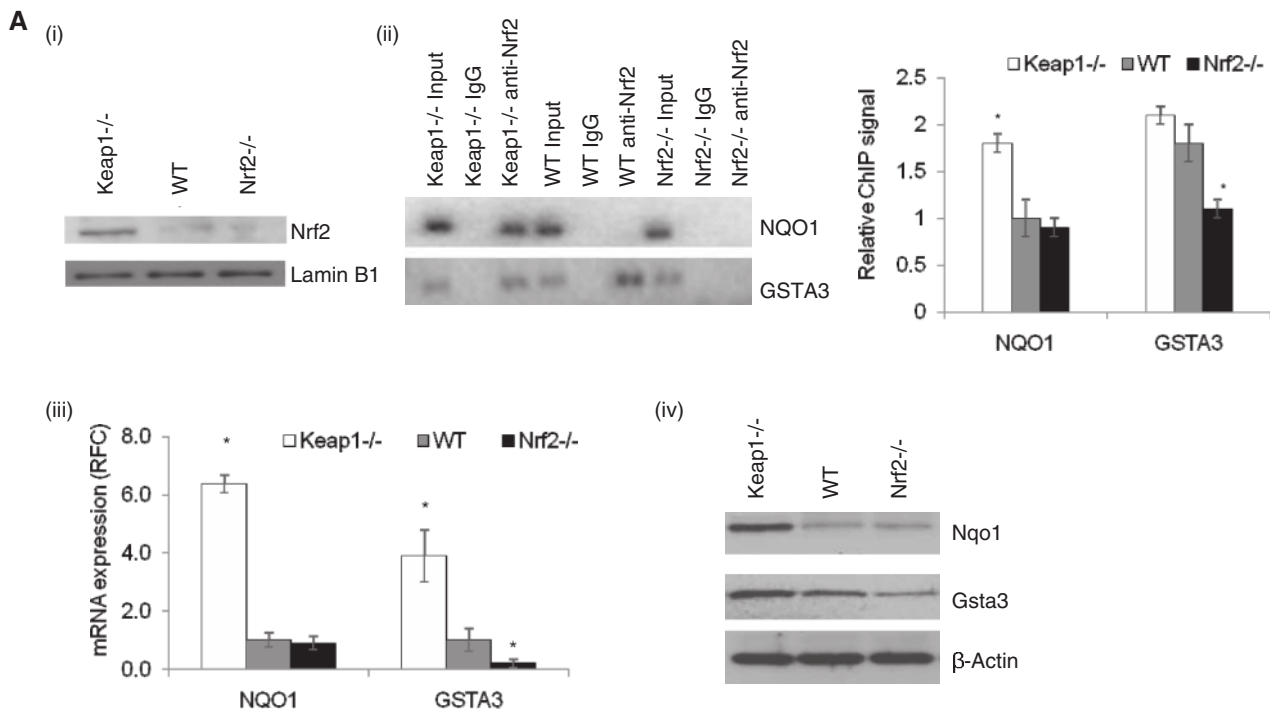 A
(i)
Keap1-/-
WT
Nrf2-/-
Nrf2
Lamin B1
(ii)
Keap1-/- Input
Keap1-/- IgG
Keap1-/- anti-Nrf2
WT Input
WT IgG
WT anti-Nrf2
Nrf2-/- Input
Nrf2-/- IgG
Nrf2-/- anti-Nrf2
NQO1
GSTA3
Keap1-/- WT Nrf2-/-
Relative ChIP signal
2.5
2
1.5
1
0.5
0
*
*
NQO1 GSTA3
(iii)
mRNA expression (RFC)
8.0
6.0
4.0
2.0
0.0
Keap1-/- WT Nrf2-/-
*
*
*
NQO1 GSTA3
(iv)
Keap1-/-
WT
Nrf2-/-
Nqo1
Gsta3
β-Actin